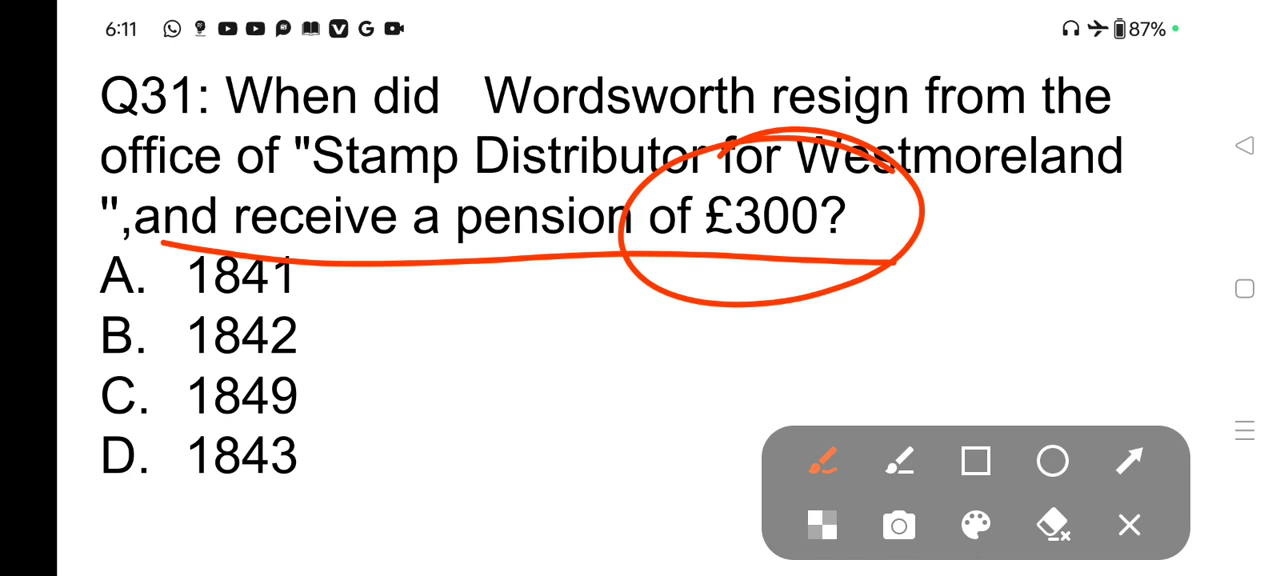 6:11 87%
Q31: When did Wordsworth resign from the
office of "Stamp Distributor for Westmoreland
",and receive a pension of £300?
A. 1841
B. 1842
C. 1849
D. 1843